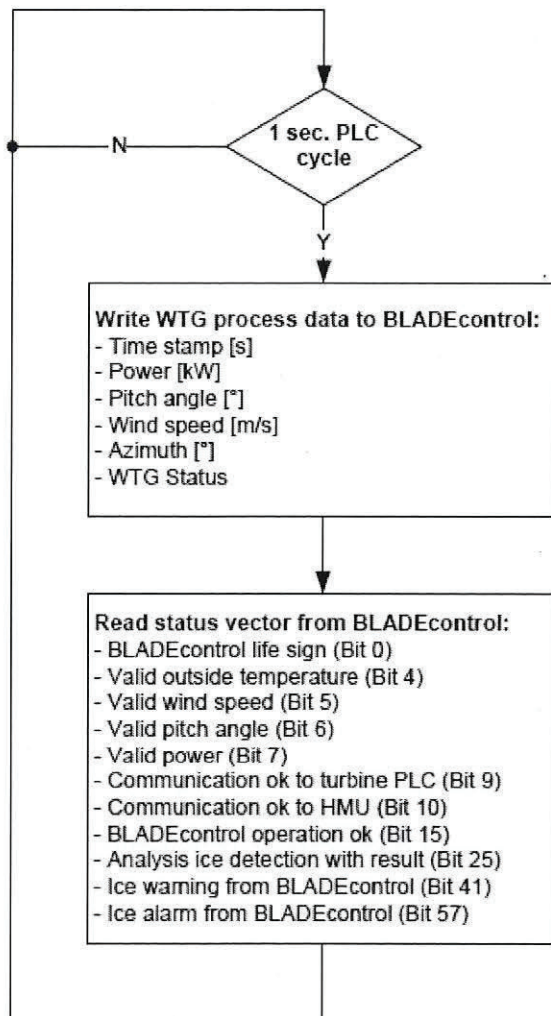 1 sec. PLC
cycle
N
Y
Write WTG process data to BLADEcontrol:
- Time stamp [s]
- Power [kW]
- Pitch angle [°]
- Wind speed [m/s]
- Azimuth [°]
- WTG Status
Read status vector from BLADEcontrol:
- BLADEcontrol life sign (Bit 0)
- Valid outside temperature (Bit 4)
- Valid wind speed (Bit 5)
- Valid pitch angle (Bit 6)
- Valid power (Bit 7)
- Communication ok to turbine PLC (Bit 9)
- Communication ok to HMU (Bit 10)
- BLADEcontrol operation ok (Bit 15)
- Analysis ice detection with result (Bit 25)
- Ice warning from BLADEcontrol (Bit 41)
- Ice alarm from BLADEcontrol (Bit 57)